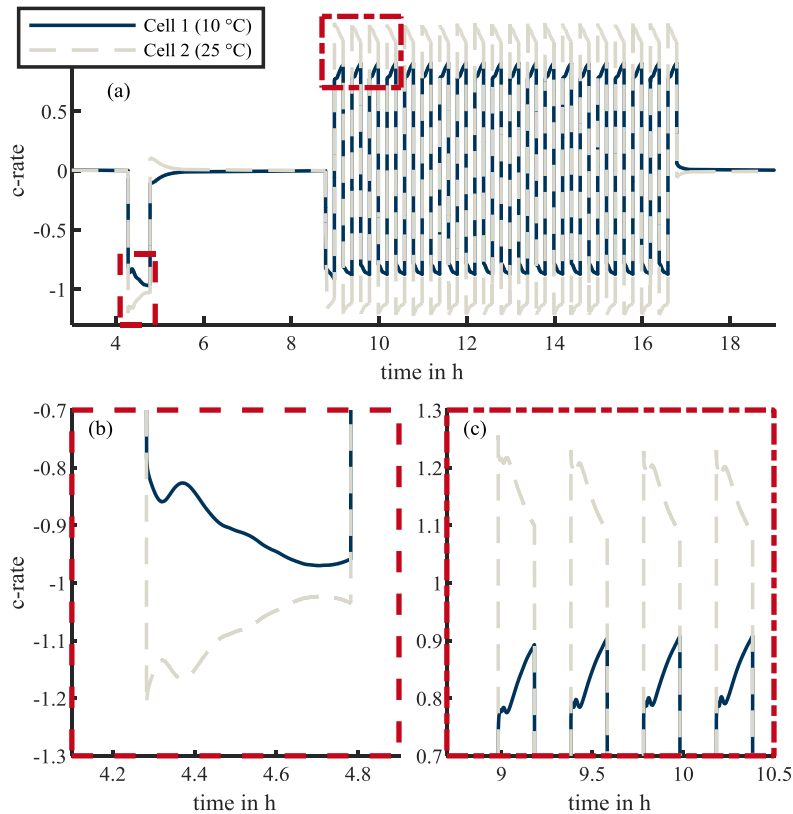 Cell 1 (10 °C)
Cell 2 (25 °C)
(a)
0.5
0
-0.5
-1
c-rate
4 6 8 10 12 14 16 18
time in h
(b)
-0.7
-0.8
-0.9
-1
-1.1
-1.2
-1.3
c-rate
4.2 4.4 4.6 4.8
time in h
(c)
1.3
1.2
1.1
1
0.9
0.8
0.7
9 9.5 10 10.5
time in h